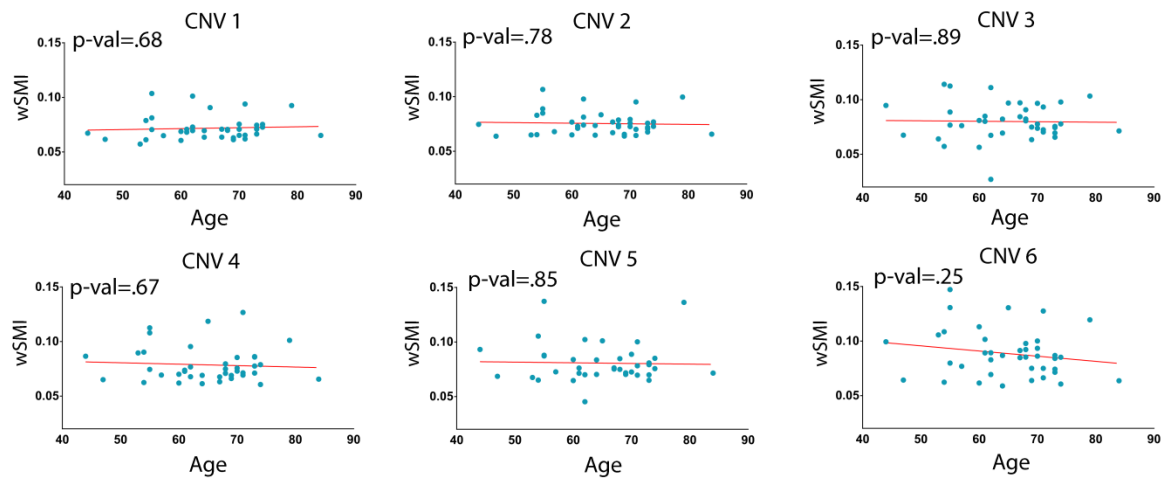 CNV 1
p-val=.68
wSMI
0.15
0.10
0.05
40 50 60 70 80 90
Age
CNV 2
p-val=.78
wSMI
0.15
0.10
0.05
40 50 60 70 80 90
Age
CNV 3
p-val=.89
wSMI
0.15
0.10
0.05
40 50 60 70 80 90
Age
CNV 4
p-val=.67
wSMI
0.15
0.10
0.05
40 50 60 70 80 90
Age
CNV 5
p-val=.85
wSMI
0.15
0.10
0.05
40 50 60 70 80 90
Age
CNV 6
p-val=.25
wSMI
0.15
0.10
0.05
40 50 60 70 80 90
Age